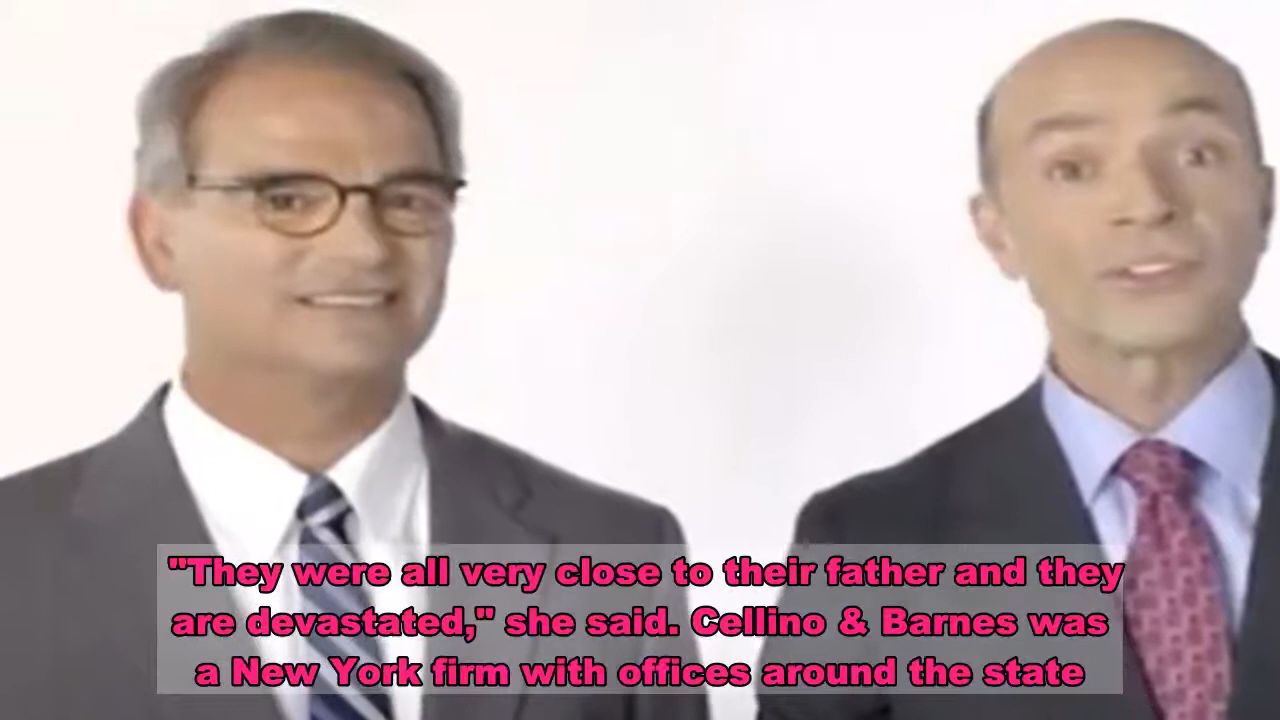 "They were all very close to their father and they
are devastated," she said. Cellino & Barnes was
a New York firm with offices around the state